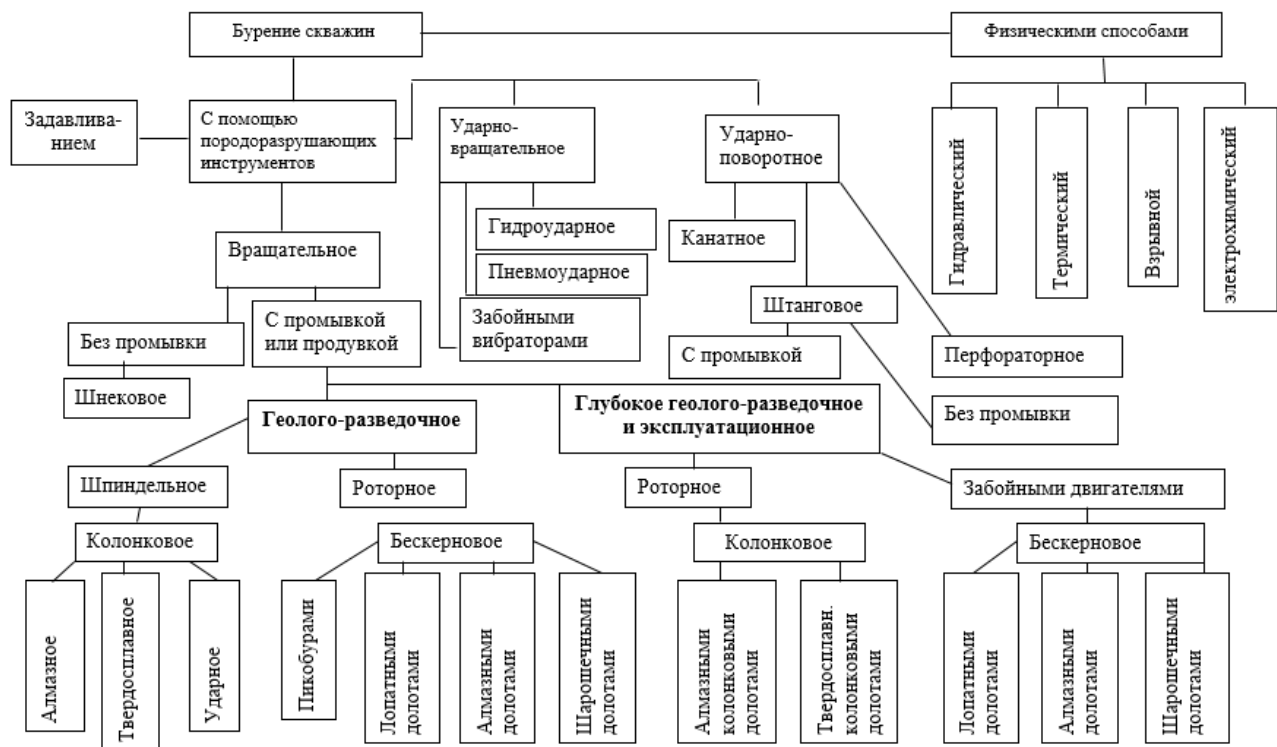 Бурение скважин
Физическими способами
Задавлива-
нием
С помощью
породоразрушающих
инструментов
Ударно-
вращательное
Ударно-
поворотное
Гидравлический
Термический
Взрывной
электрохимический
Вращательное
Гидроударное
Пневмоударное
Забойными
вибраторами
Канатное
Штанговое
Без промывки
С промывкой
или продувкой
С промывкой
Перфораторное
Шнековое
Без промывки
Геолого-разведочное
Глубокое геолого-разведочное
и эксплуатационное
Шпиндельное
Роторное
Роторное
Забойными двигателями
Колонковое
Бескерновое
Колонковое
Бескерновое
Алмазное
Твердосплавное
Ударное
Пикобурами
Лопатными
долотами
Алмазными
долотами
Шарошечными
долотами
Алмазными
колонковыми
долотами
Твердосплавн.
колонковыми
долотами
Лопатными
долотами
Алмазными
долотами
Шарошечными
долотами